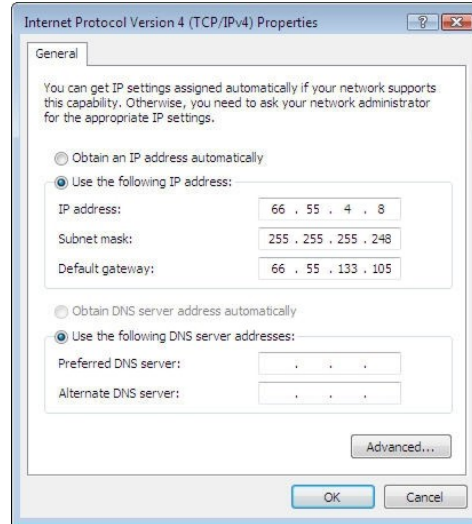 Internet Protocol Version 4 (TCP/IPv4) Properties
General
You can get IP settings assigned automatically if your network supports
this capability. Otherwise, you need to ask your network administrator
for the appropriate IP settings.
Obtain an IP address automatically
Use the following IP address:
IP address: 66 . 55 . 4 . 8
Subnet mask: 255 . 255 . 255 . 248
Default gateway: 66 . 55 . 133 . 105
Obtain DNS server address automatically
Use the following DNS server addresses:
Preferred DNS server: . . .
Alternate DNS server: . . .
Advanced...
OK Cancel